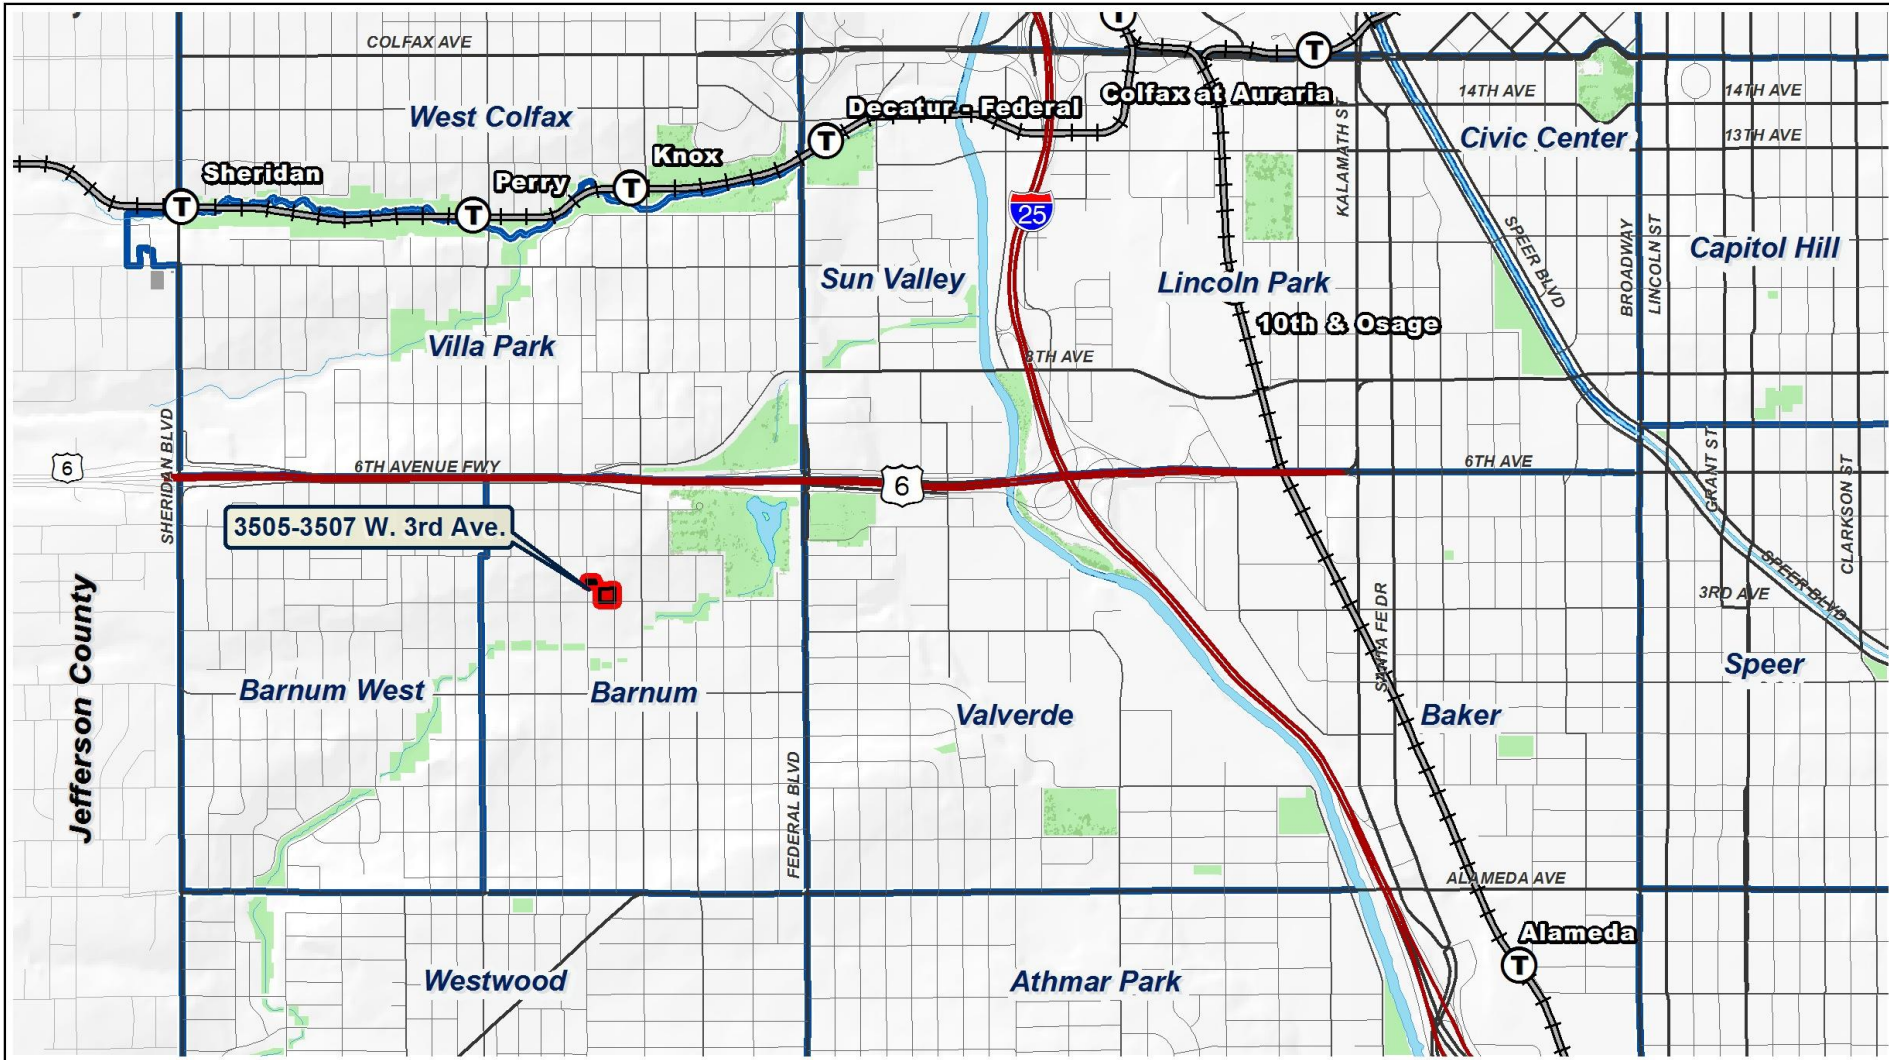 COLFAX AVE
T
T
Decatur - Federal
Colfax at Auraria
14TH AVE
14TH AVE
West Colfax
Civic Center
13TH AVE
T
Knox
KALAMATH ST
Sheridan
Perry
T
T
T
25
SPEER BLVD
BROADWAY
LINCOLN ST
Capitol Hill
Sun Valley
Lincoln Park
10th & Osage
Villa Park
8TH AVE
SHERIDAN BLVD
6
6TH AVENUE FWY
6
6TH AVE
GRANT ST
CLARKSON ST
3505-3507 W. 3rd Ave.
SPEER BLVD
3RD AVE
Jefferson County
SANTA FE DR
Speer
Barnum West
Barnum
Valverde
Baker
FEDERAL BLVD
ALAMEDA AVE
Alameda
T
Westwood
Athmar Park